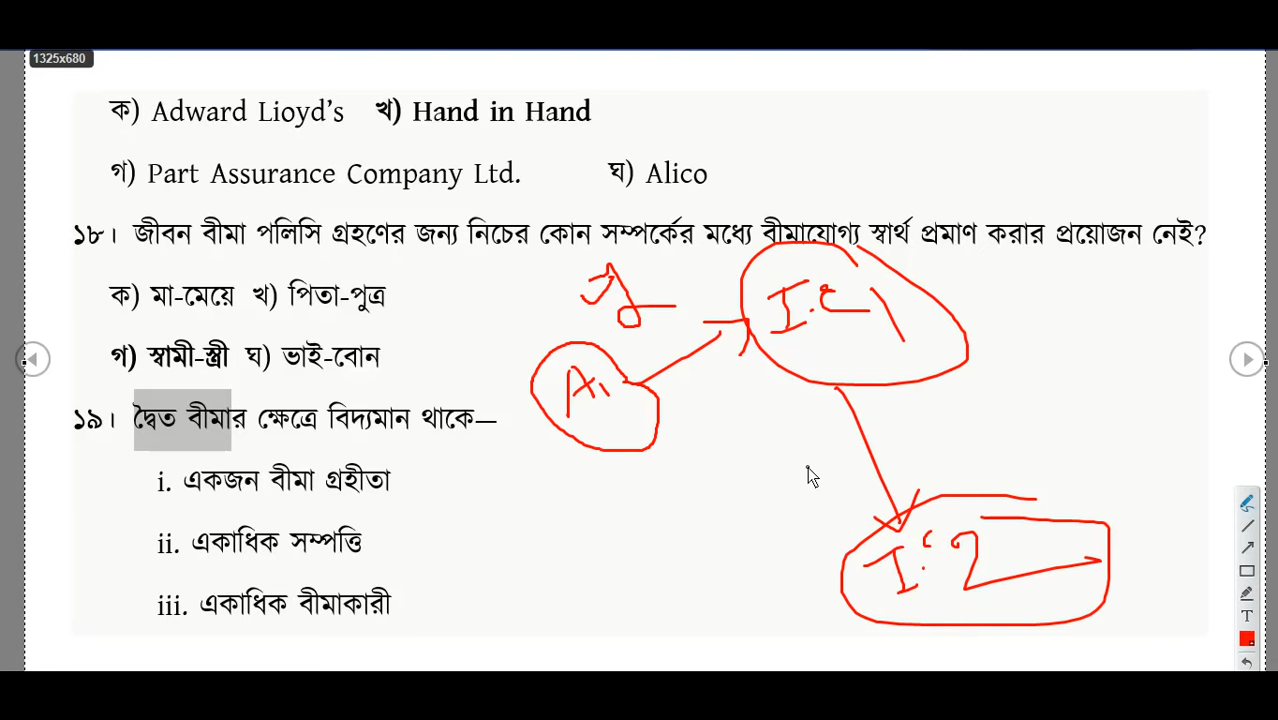 1325x680
ক) Adward Lioyd’s খ) Hand in Hand
গ) Part Assurance Company Ltd. ঘ) Alico
১৮। জীবন বীমা পলিসি গ্রহণের জন্য নিচের কোন সম্পর্কের মধ্যে বীমাযোগ্য স্বার্থ প্রমাণ করার প্রয়োজন নেই?
ক) মা-মেয়ে খ) পিতা-পুত্র
গ) স্বামী-স্ত্রী ঘ) ভাই-বোন
১৯। দ্বৈত বীমার ক্ষেত্রে বিদ্যমান থাকে—
i. একজন বীমা গ্রহীতা
ii. একাধিক সম্পত্তি
iii. একাধিক বীমাকারী
A1
T